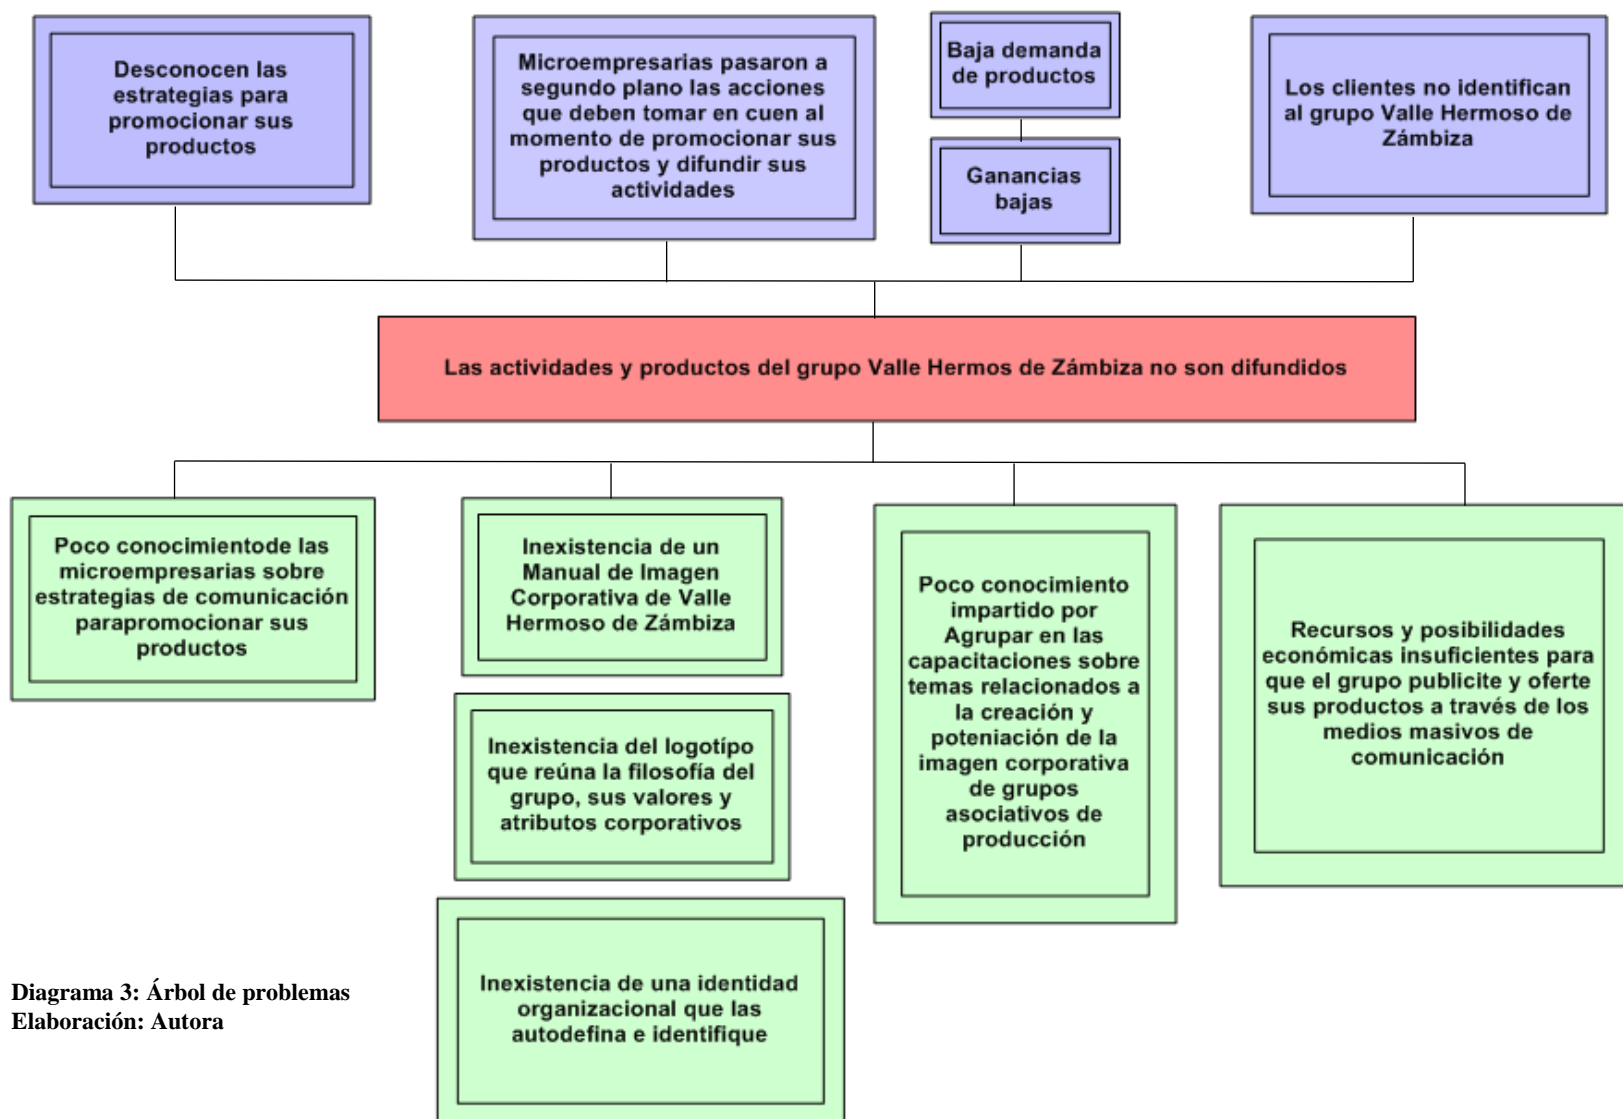 Desconocen las
estrategias para
promocionar sus
productos
Microempresarias pasaron a
segundo plano las acciones
que deben tomar en cuen al
momento de promocionar sus
productos y difundir sus
actividades
Baja demanda
de productos
Ganancias
bajas
Los clientes no identifican
al grupo Valle Hermoso de
Zámbiza
Las actividades y productos del grupo Valle Hermos de Zámbiza no son difundidos
Poco conocimientode las
microempresarias sobre
estrategias de comunicación
parapromocionar sus
productos
Inexistencia de un
Manual de Imagen
Corporativa de Valle
Hermoso de Zámbiza
Inexistencia del logotípo
que reúna la filosofía del
grupo, sus valores y
atributos corporativos
Inexistencia de una identidad
organizacional que las
autodefina e identifique
Poco conocimiento
impartido por
Agrupar en las
capacitaciones sobre
temas relacionados a
la creación y
poteniación de la
imagen corporativa
de grupos
asociativos de
producción
Recursos y posibilidades
económicas insuficientes para
que el grupo publicite y oferte
sus productos a través de los
medios masivos de
comunicación
Diagrama 3: Árbol de problemas
Elaboración: Autora